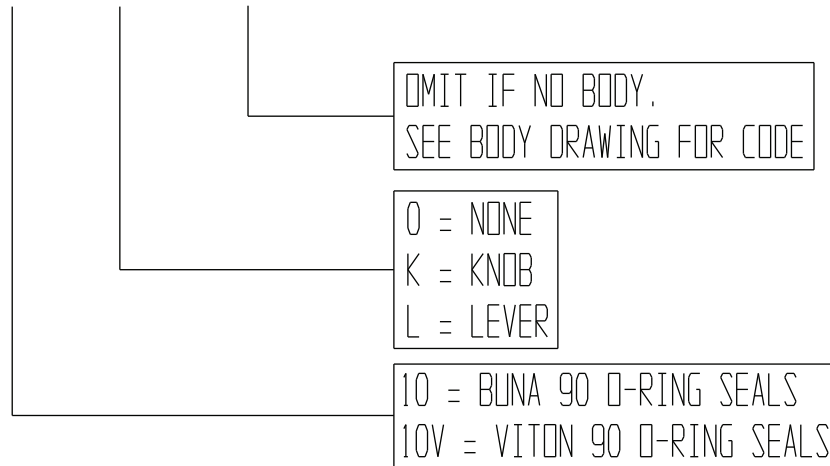 OMIT IF NO BODY.
SEE BODY DRAWING FOR CODE
0 = NONE
K = KNOB
L = LEVER
10 = BUNA 90 O-RING SEALS
10V = VITON 90 O-RING SEALS